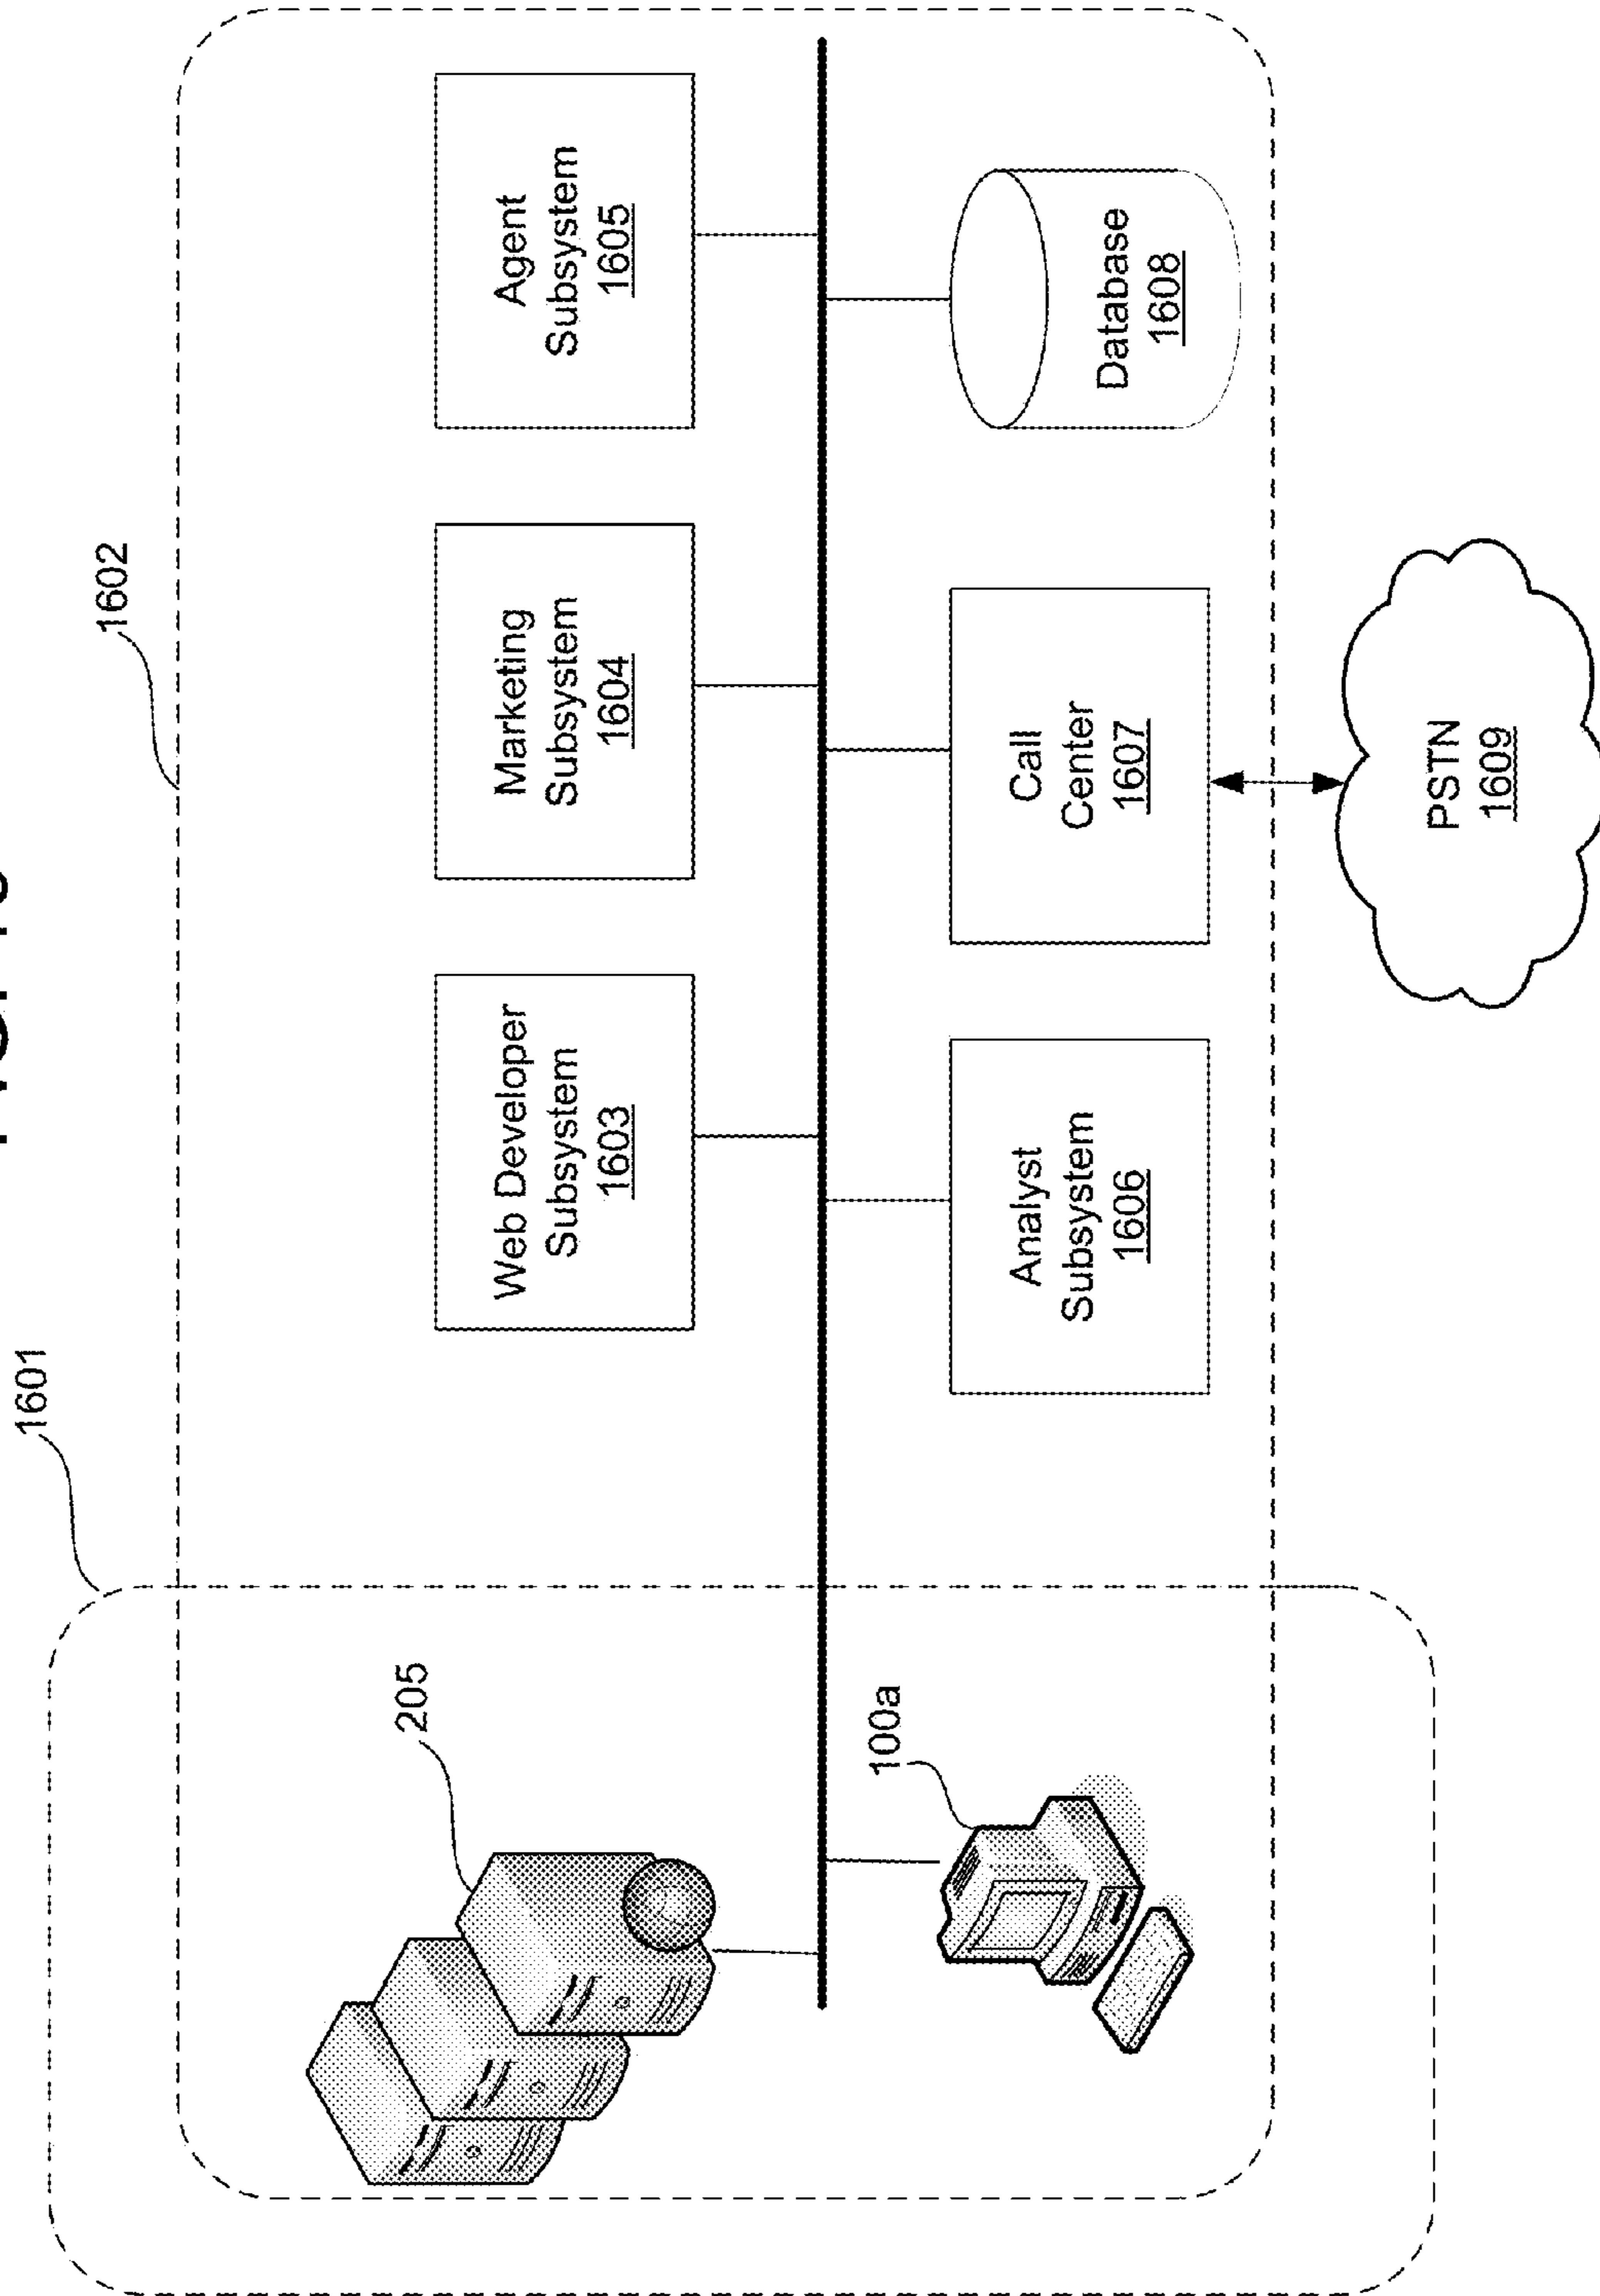 1601
1602
205
Web Developer
Subsystem
1603
Marketing
Subsystem
1604
Agent
Subsystem
1605
100a
Analyst
Subsystem
1606
Call
Center
1607
Database
1608
PSTN
1609